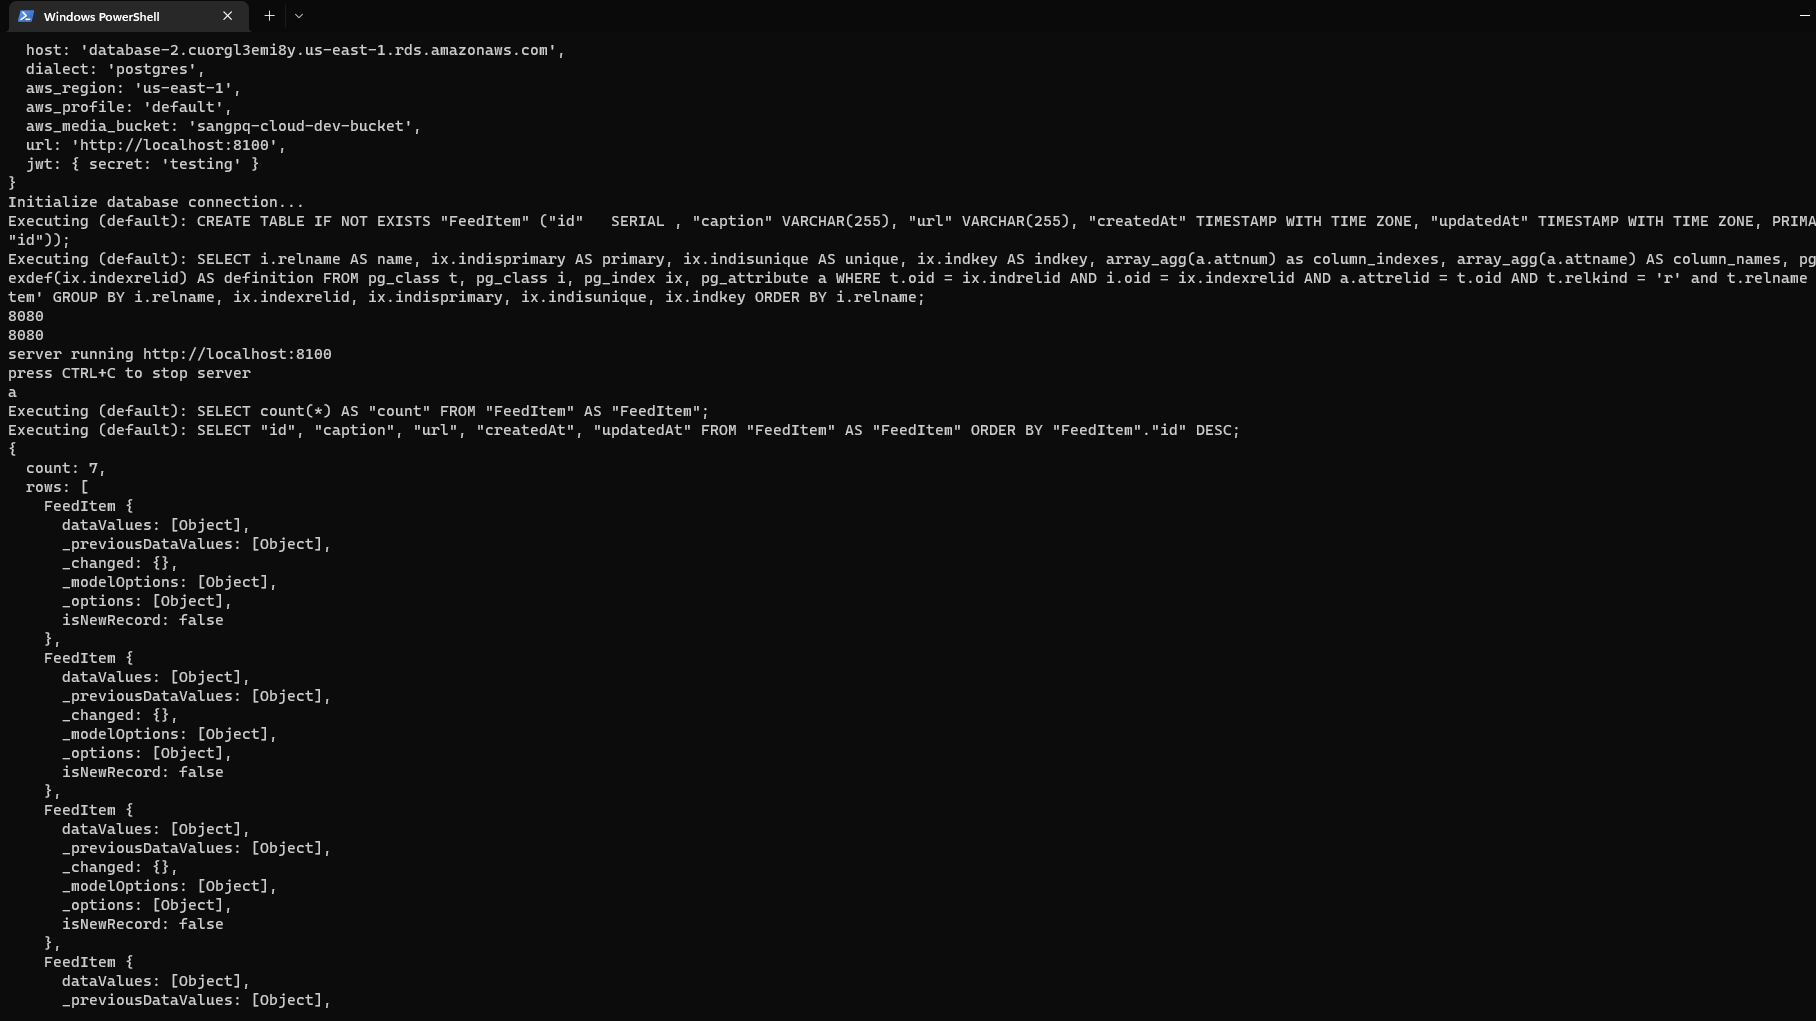 Windows PowerShell
  host: 'database-2.cuorgl3emi8y.us-east-1.rds.amazonaws.com',
  dialect: 'postgres',
  aws_region: 'us-east-1',
  aws_profile: 'default',
  aws_media_bucket: 'sangpq-cloud-dev-bucket',
  url: 'http://localhost:8100',
  jwt: { secret: 'testing' }
}
Initialize database connection...
Executing (default): CREATE TABLE IF NOT EXISTS "FeedItem" ("id"   SERIAL , "caption" VARCHAR(255), "url" VARCHAR(255), "createdAt" TIMESTAMP WITH TIME ZONE, "updatedAt" TIMESTAMP WITH TIME ZONE, PRIMA
"id"));
Executing (default): SELECT i.relname AS name, ix.indisprimary AS primary, ix.indisunique AS unique, ix.indkey AS indkey, array_agg(a.attnum) as column_indexes, array_agg(a.attname) AS column_names, pg
exdef(ix.indexrelid) AS definition FROM pg_class t, pg_class i, pg_index ix, pg_attribute a WHERE t.oid = ix.indrelid AND i.oid = ix.indexrelid AND a.attrelid = t.oid AND t.relkind = 'r' and t.relname
tem' GROUP BY i.relname, ix.indexrelid, ix.indisprimary, ix.indisunique, ix.indkey ORDER BY i.relname;
8080
8080
server running http://localhost:8100
press CTRL+C to stop server
a
Executing (default): SELECT count(*) AS "count" FROM "FeedItem" AS "FeedItem";
Executing (default): SELECT "id", "caption", "url", "createdAt", "updatedAt" FROM "FeedItem" AS "FeedItem" ORDER BY "FeedItem"."id" DESC;
{
  count: 7,
  rows: [
    FeedItem {
      dataValues: [Object],
      _previousDataValues: [Object],
      _changed: {},
      _modelOptions: [Object],
      _options: [Object],
      isNewRecord: false
    },
    FeedItem {
      dataValues: [Object],
      _previousDataValues: [Object],
      _changed: {},
      _modelOptions: [Object],
      _options: [Object],
      isNewRecord: false
    },
    FeedItem {
      dataValues: [Object],
      _previousDataValues: [Object],
      _changed: {},
      _modelOptions: [Object],
      _options: [Object],
      isNewRecord: false
    },
    FeedItem {
      dataValues: [Object],
      _previousDataValues: [Object],